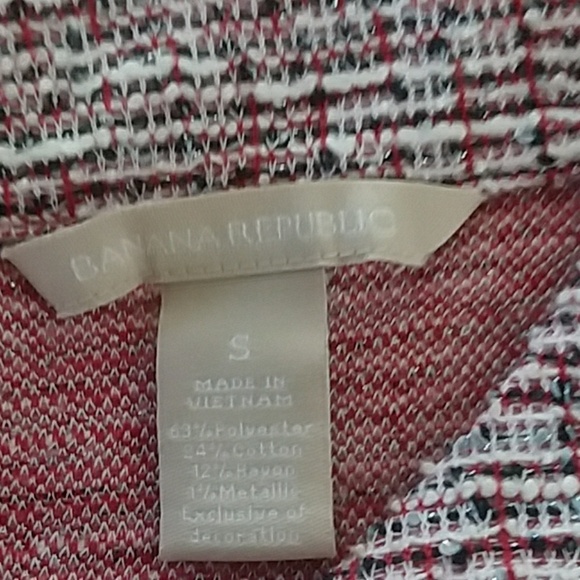 BANANA REPUBLIC
S
MADE IN
VIETNAM
63% Polyester
24% Cotton
12% Rayon
1% Metallic
Exclusive of
decoration